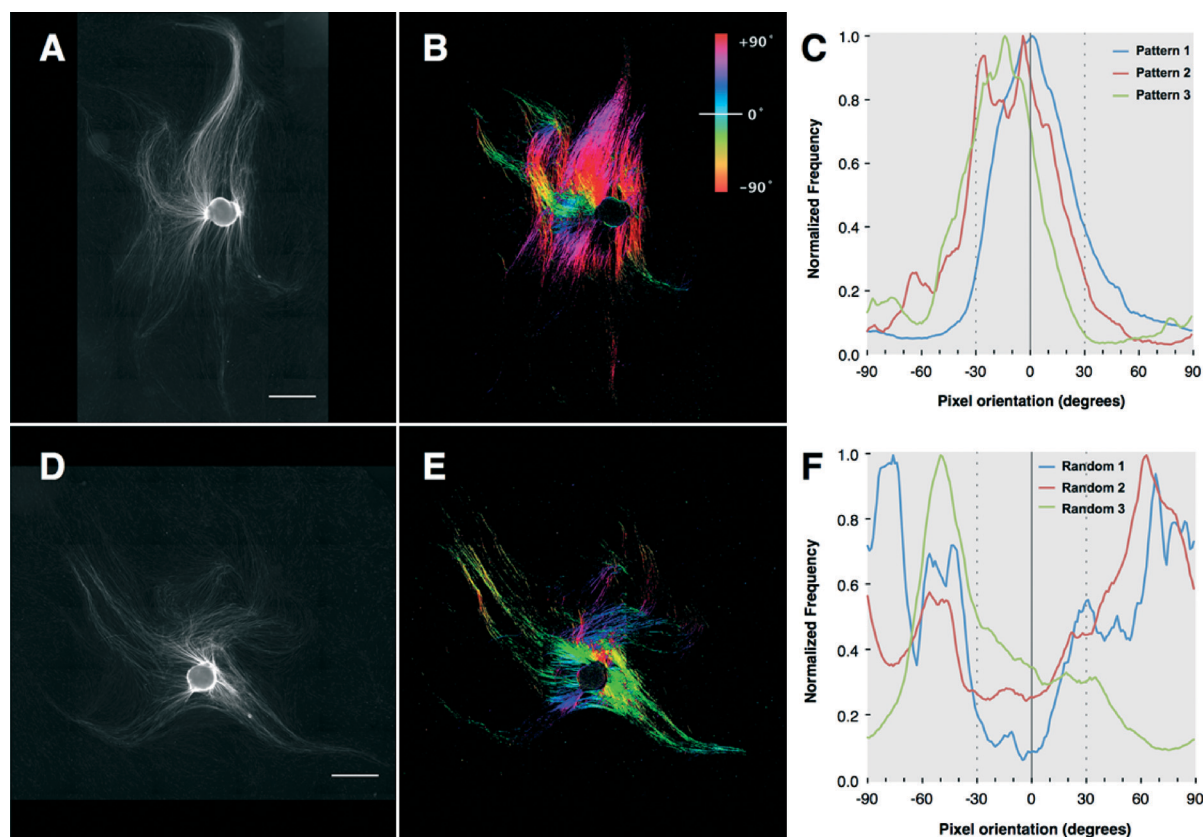 A
B
+90°
0°
-90°
C
Pattern 1
Pattern 2
Pattern 3
Normalized Frequency
1.0
0.8
0.6
0.4
0.2
0.0
-90 -60 -30 0 30 60 90
Pixel orientation (degrees)
D
E
F
Random 1
Random 2
Random 3
Normalized Frequency
1.0
0.8
0.6
0.4
0.2
0.0
-90 -60 -30 0 30 60 90
Pixel orientation (degrees)